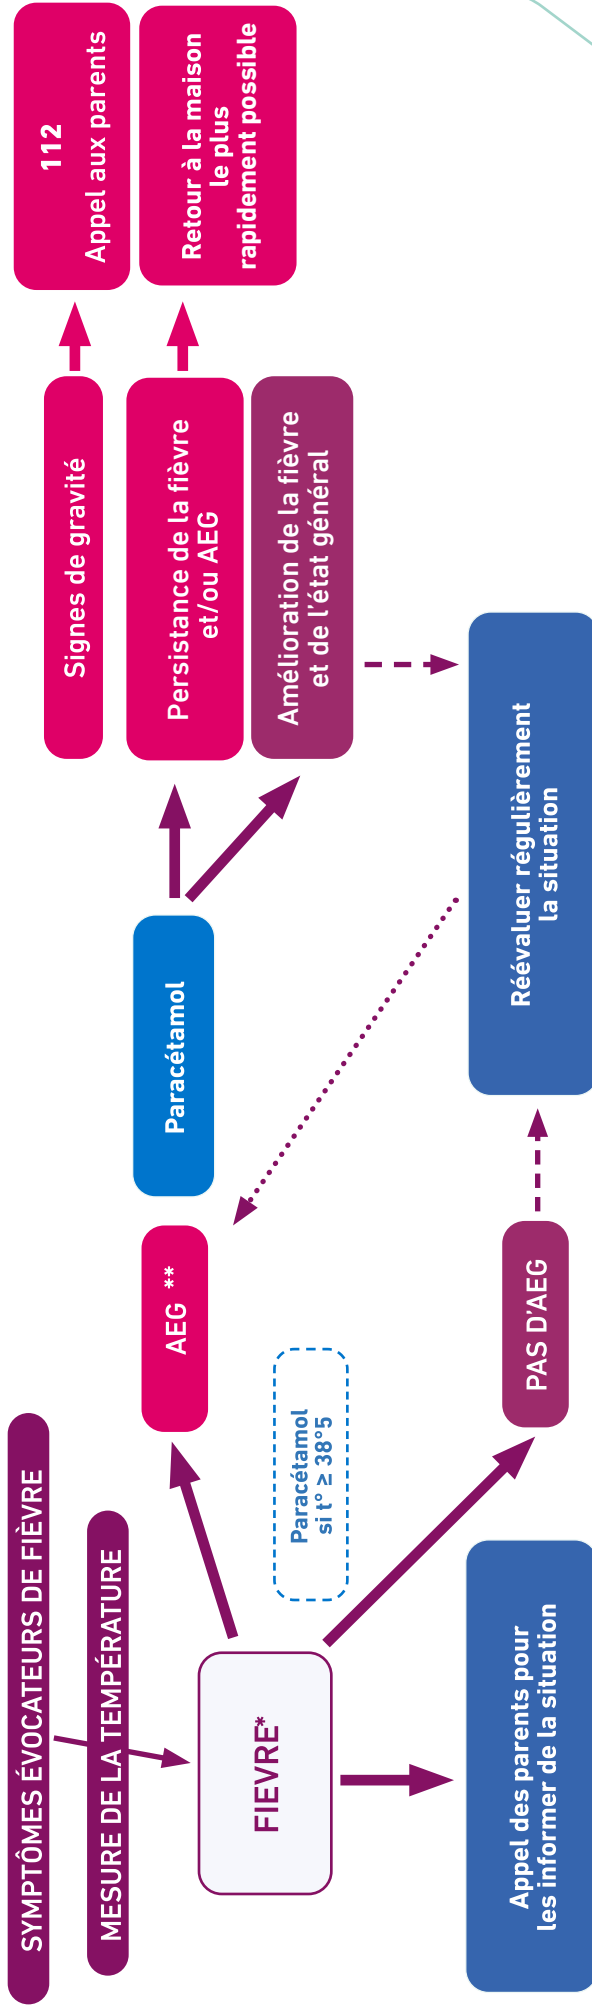 SYMPTÔMES ÉVOCATEURS DE FIÈVRE
MESURE DE LA TEMPÉRATURE
FIEVRE*
Appel des parents pour
les informer de la situation
Paracétamol
si t° ≥ 38°5
AEG **
PAS D'AEG
Paracétamol
Réévaluer régulièrement
la situation
Signes de gravité
Persistance de la fièvre
et/ou AEG
Amélioration de la fièvre
et de l'état général
112
Appel aux parents
Retour à la maison
le plus
rapidement possible